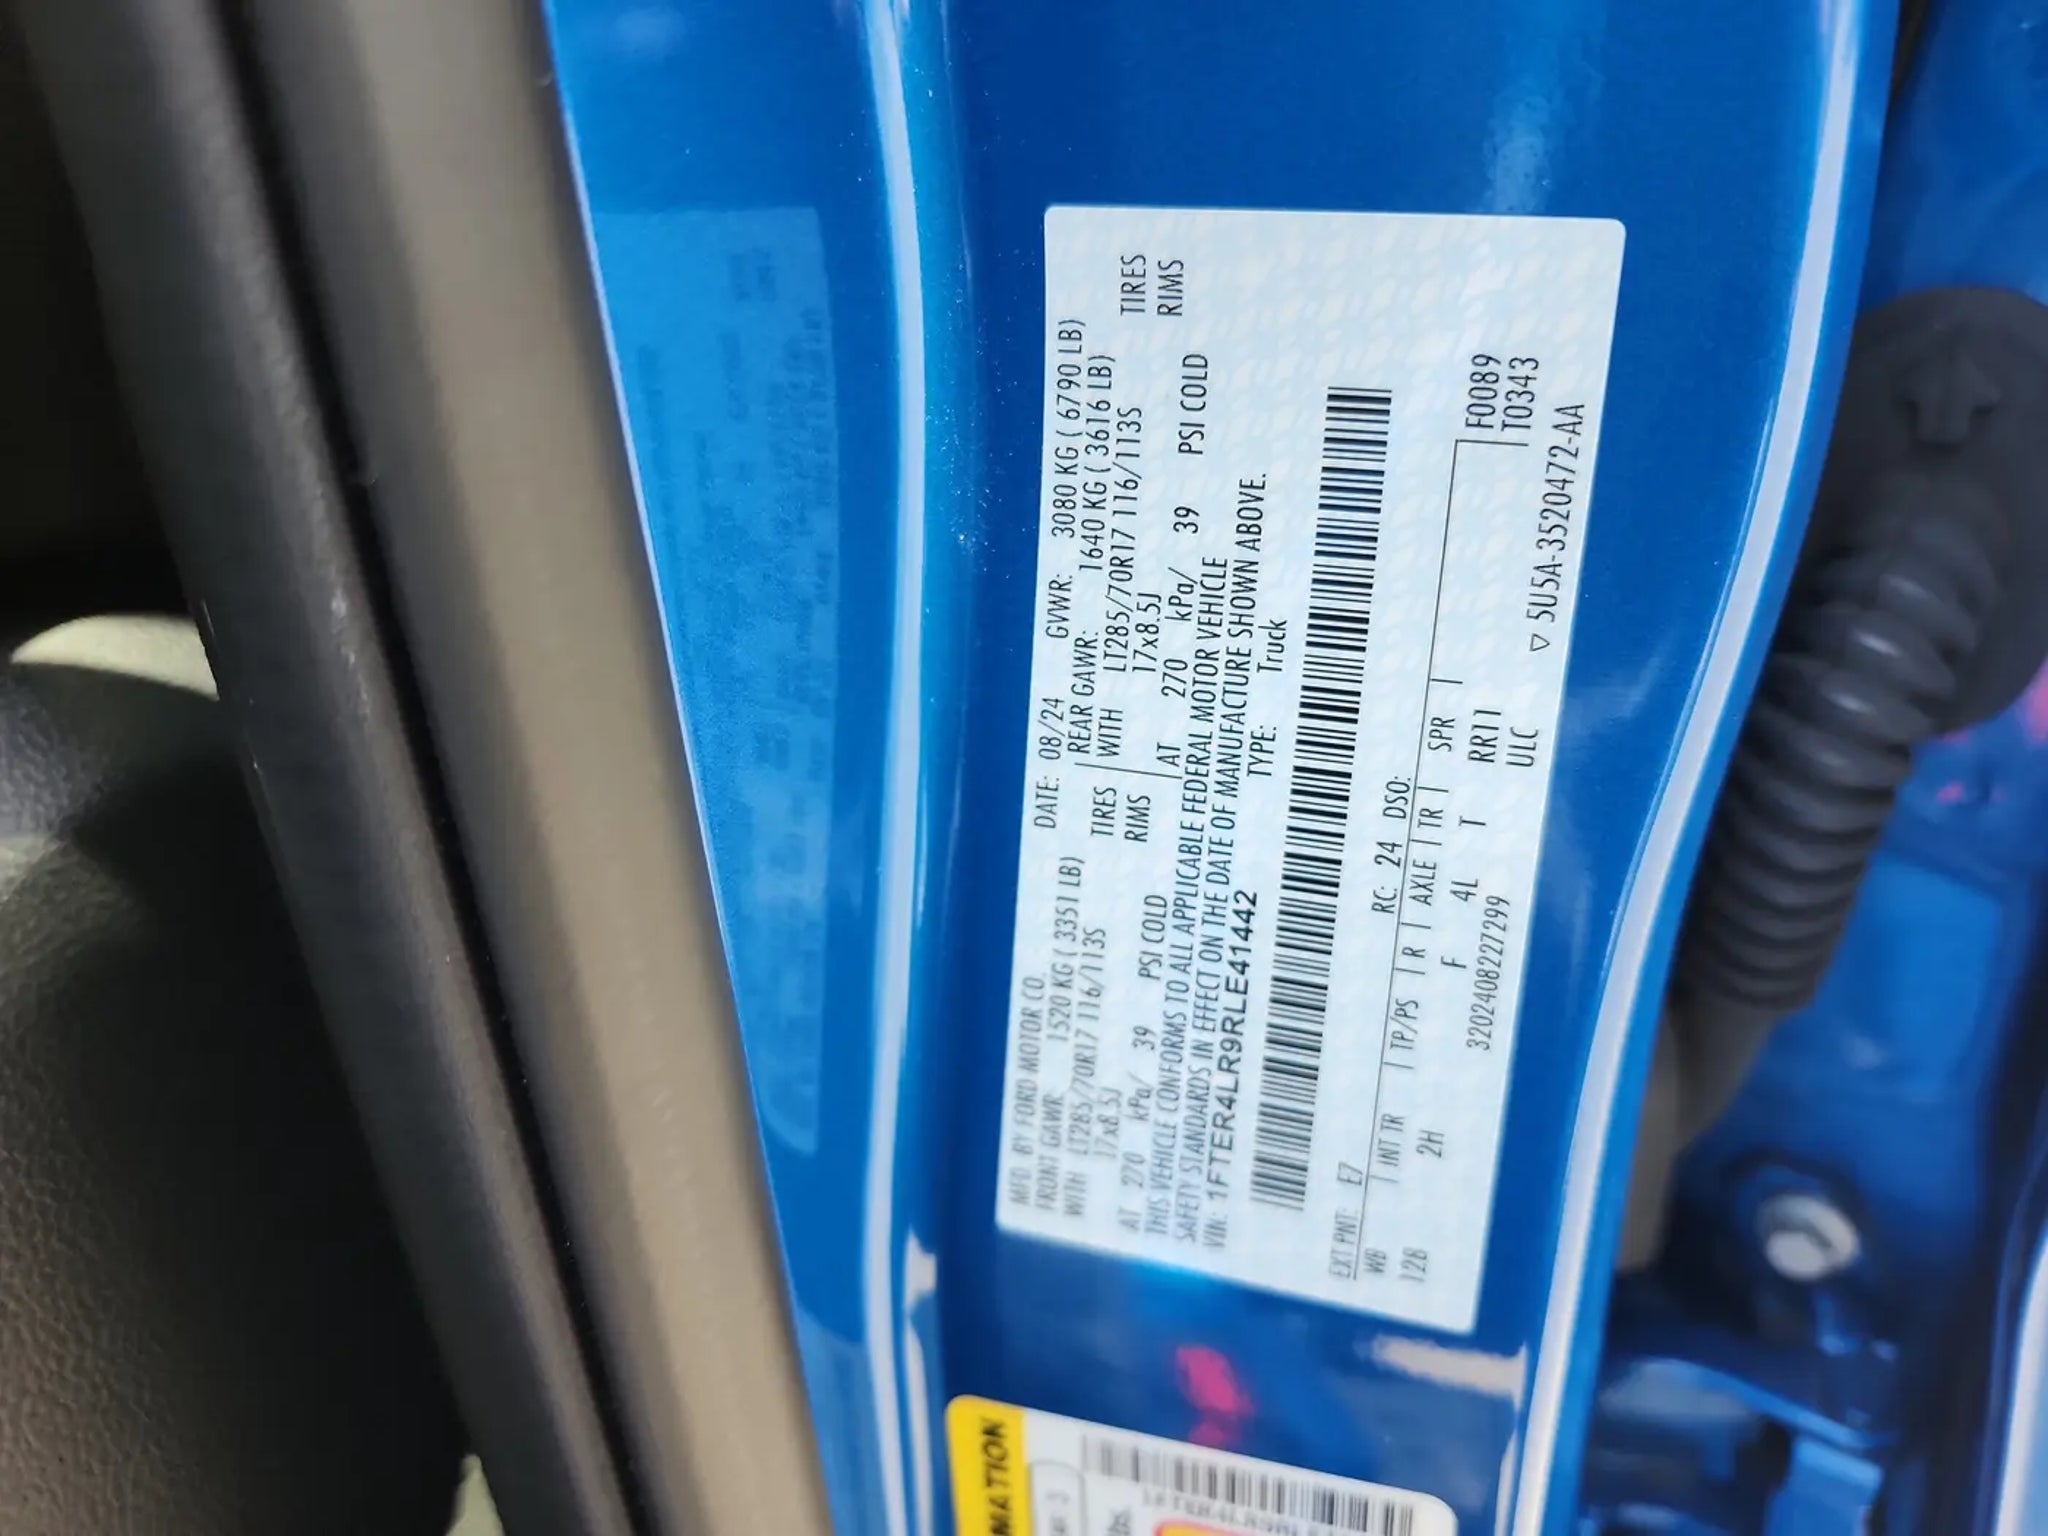 MFD. BY FORD MOTOR CO. DATE: 08/24 GVWR: 3080 KG ( 6790 LB)
FRONT GAWR: 1520 KG ( 3351 LB) REAR GAWR: 1640 KG ( 3616 LB)
WITH LT285/70R17 116/113S TIRES WITH LT285/70R17 116/113S TIRES
17x8.5J RIMS 17x8.5J RIMS
AT 270 kPa/ 39 PSI COLD AT 270 kPa/ 39 PSI COLD
THIS VEHICLE CONFORMS TO ALL APPLICABLE FEDERAL MOTOR VEHICLE
SAFETY STANDARDS IN EFFECT ON THE DATE OF MANUFACTURE SHOWN ABOVE.
VIN: 1FTER4LR9RLE41442 TYPE: Truck
EXT PNT: E7 RC: 24 DSO:
WB INT TR TP/PS R AXLE TR SPR
128 2H F 4L T RR11 F0089
ULC T0343
3202408227299
▽ 5U5A-3520472-AA
MATION
lbs.